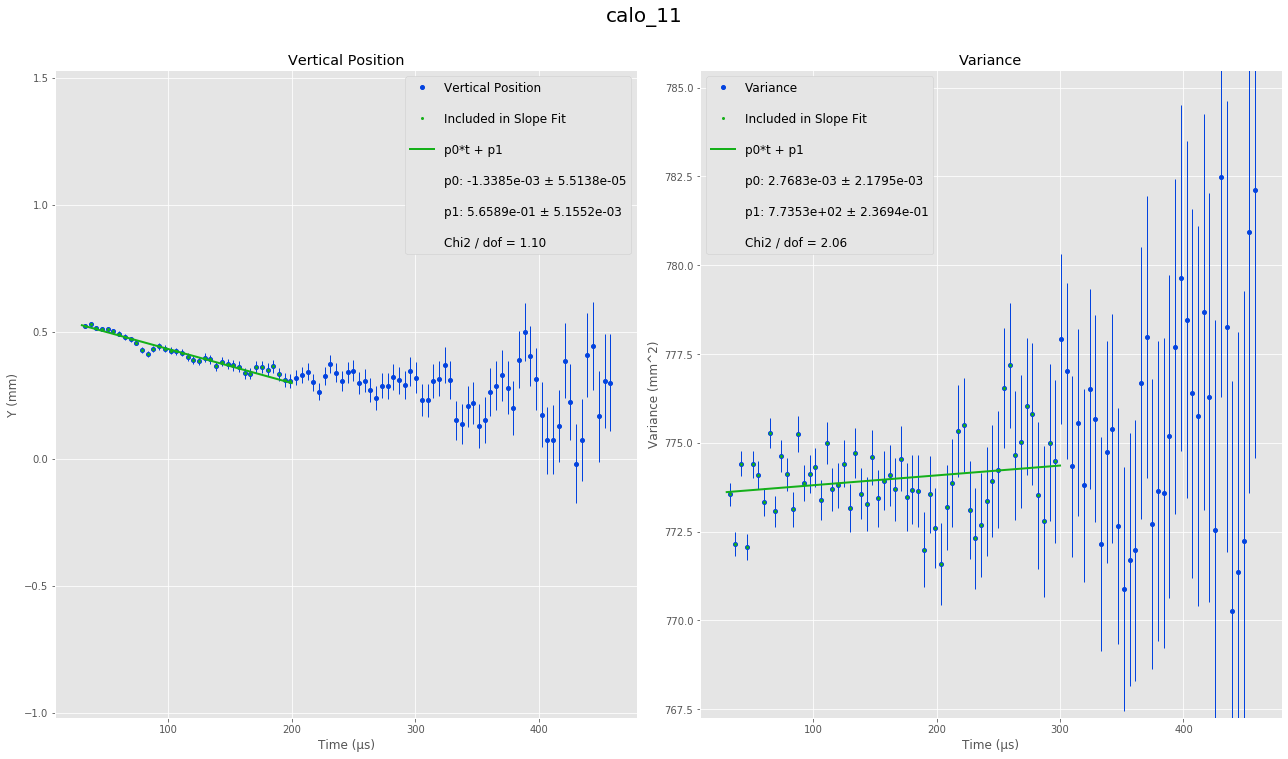 calo_11
Vertical Position
Vertical Position
Included in Slope Fit
p0*t + p1
p0: -1.3385e-03 ± 5.5138e-05
p1: 5.6589e-01 ± 5.1552e-03
Chi2 / dof = 1.10
1.5
1.0
0.5
0.0
−0.5
−1.0
Y (mm)
100
200
300
400
Time (μs)
Variance
Variance
Included in Slope Fit
p0*t + p1
p0: 2.7683e-03 ± 2.1795e-03
p1: 7.7353e+02 ± 2.3694e-01
Chi2 / dof = 2.06
785.0
782.5
780.0
777.5
775.0
772.5
770.0
767.5
Variance (mm^2)
100
200
300
400
Time (μs)